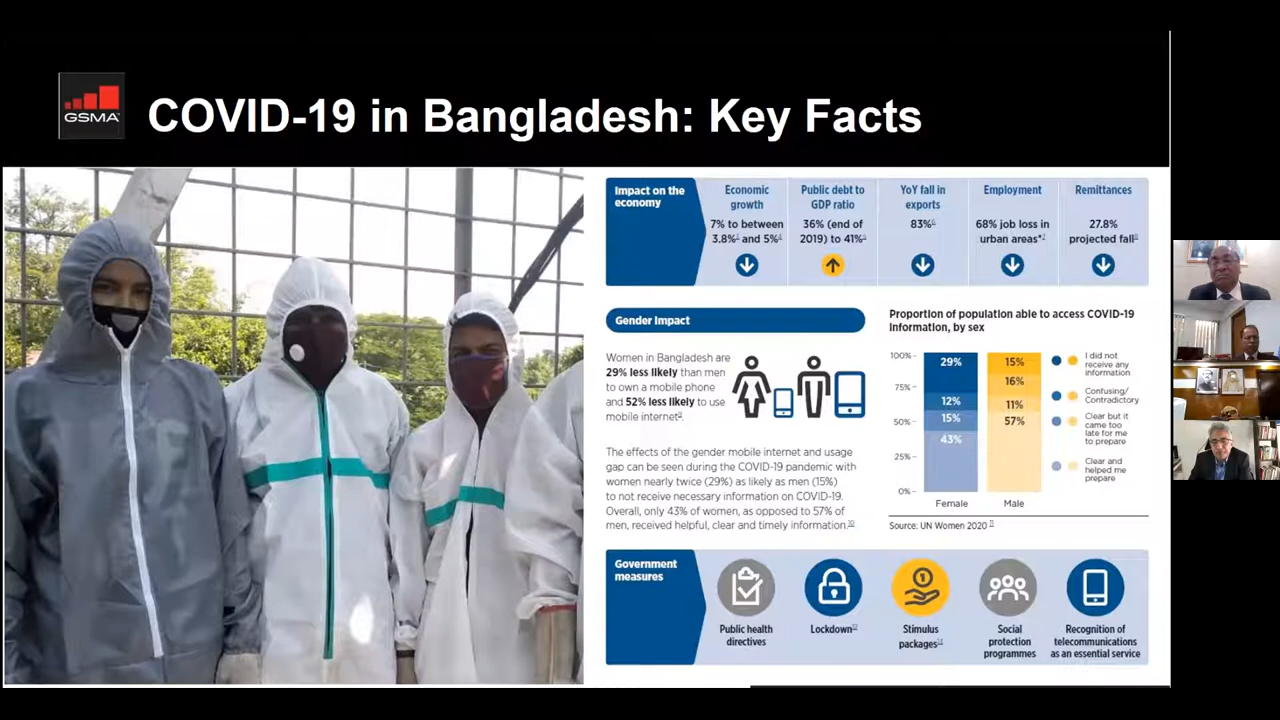 GSMA
COVID-19 in Bangladesh: Key Facts
Impact on the
economy
Economic
growth
7% to between
3.8% and 5%
Public debt to
GDP ratio
36% (end of
2019) to 41%
YoY fall in
exports
83%
Employment
68% job loss in
urban areas*
Remittances
27.8%
projected fall
Gender Impact
Women in Bangladesh are
29% less likely than men
to own a mobile phone
and 52% less likely to use
mobile internet
The effects of the gender mobile internet and usage
gap can be seen during the COVID-19 pandemic with
women nearly twice (29%) as likely as men (15%)
to not receive necessary information on COVID-19.
Overall, only 43% of women, as opposed to 57% of
men, received helpful, clear and timely information.
Proportion of population able to access COVID-19
information, by sex
100%
75%
50%
25%
0%
29%
12%
15%
43%
15%
16%
11%
57%
Female
Male
I did not
receive any
information
Confusing/
Contradictory
Clear but it
came too
late for me
to prepare
Clear and
helped me
prepare
Source: UN Women 2020
Government
measures
Public health
directives
Lockdown
Stimulus
packages
Social
protection
programmes
Recognition of
telecommunications
as an essential service